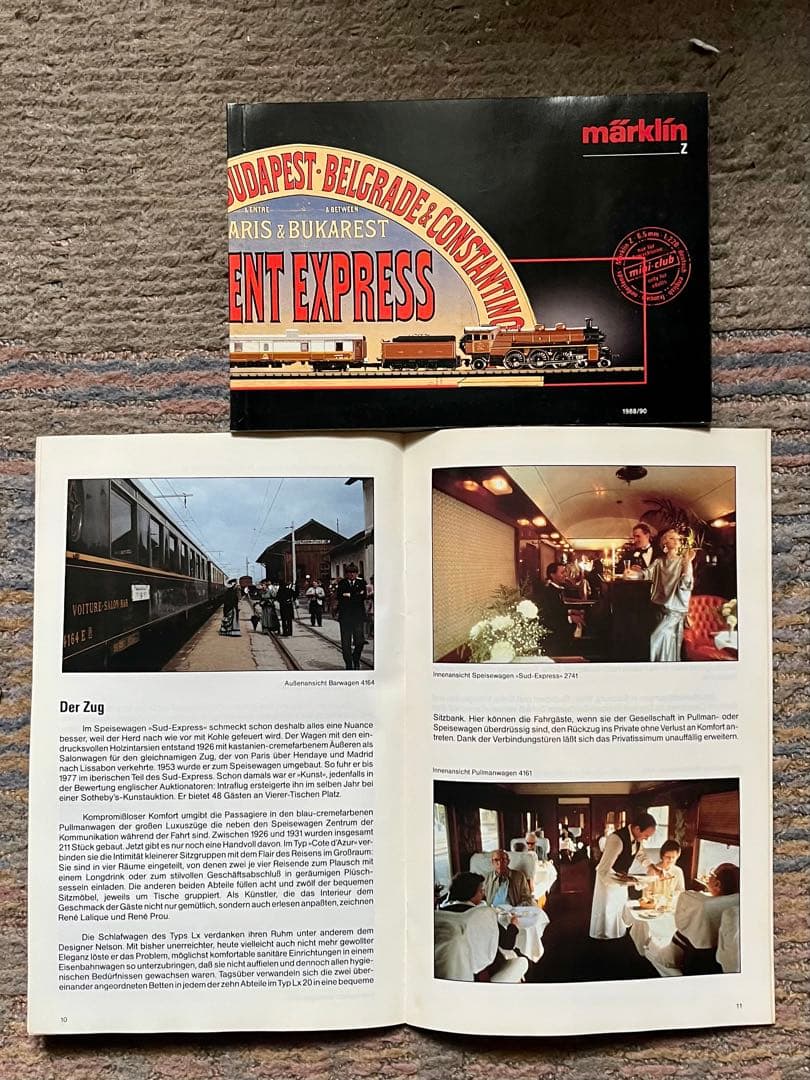 märklin
Z
BUDAPEST·BELGRADE & CONSTANTINO
& ENTRE & BETWEEN
ARIS & BUKAREST
ENT EXPRESS
mini-club
1988/90
VOITURE-SALON-BAR
4164 E
Außenansicht Barwagen 4164
Der Zug
Im Speisewagen «Sud-Express» schmeckt schon deshalb alles eine Nuance
besser, weil der Herd nach wie vor mit Kohle gefeuert wird. Der Wagen mit den ein-
drucksvollen Holzintarsien entstand 1926 mit kastanien-cremefarbenem Äußeren als
Salonwagen für den gleichnamigen Zug, der von Paris über Hendaye und Madrid
nach Lissabon verkehrte. 1953 wurde er zum Speisewagen umgebaut. So fuhr er bis
1977 im iberischen Teil des Sud-Express. Schon damals war er «Kunst», jedenfalls in
der Bewertung englischer Auktionatoren: Intraflug ersteigerte ihn im selben Jahr bei
einer Sotheby's-Kunstauktion. Er bietet 48 Gästen an Vierer-Tischen Platz.
Kompromißloser Komfort umgibt die Passagiere in den blau-cremefarbenen
Pullmanwagen der großen Luxuszüge die neben den Speisewagen Zentrum der
Kommunikation während der Fahrt sind. Zwischen 1926 und 1931 wurden insgesamt
211 Stück gebaut. Jetzt gibt es nur noch eine Handvoll davon. Im Typ «Cote d'Azur» ver-
binden sie die Intimität kleinerer Sitzgruppen mit dem Flair des Reisens im Großraum:
Sie sind in vier Räume eingeteilt, von denen zwei je vier Reisende zum Plausch mit
einem Longdrink oder zum stilvollen Geschäftsabschluß in geräumigen Plüsch-
sesseln einladen. Die anderen beiden Abteile füllen acht und zwölf der bequemen
Sitzmöbel, jeweils um Tische gruppiert. Als Künstler, die das Interieur dem
Geschmack der Gäste nicht nur gemütlich, sondern auch erlesen anpaßten, zeichnen
René Lalique und René Prou.
Die Schlafwagen des Typs Lx verdanken ihren Ruhm unter anderem dem
Designer Nelson. Mit bisher unerreichter, heute vielleicht auch nicht mehr gewollter
Eleganz löste er das Problem, möglichst komfortable sanitäre Einrichtungen in einem
Eisenbahnwagen so unterzubringen, daß sie nicht auffielen und dennoch allen hygie-
nischen Bedürfnissen gewachsen waren. Tagsüber verwandeln sich die zwei über-
einander angeordneten Betten in jedem der zehn Abteile im Typ Lx 20 in eine bequeme
10
Innenansicht Speisewagen «Sud-Express» 2741
Sitzbank. Hier können die Fahrgäste, wenn sie der Gesellschaft in Pullman- oder
Speisewagen überdrüssig sind, den Rückzug ins Private ohne Verlust an Komfort an-
treten. Dank der Verbindungstüren läßt sich das Privatissimum unauffällig erweitern.
Innenansicht Pullmanwagen 4161
11